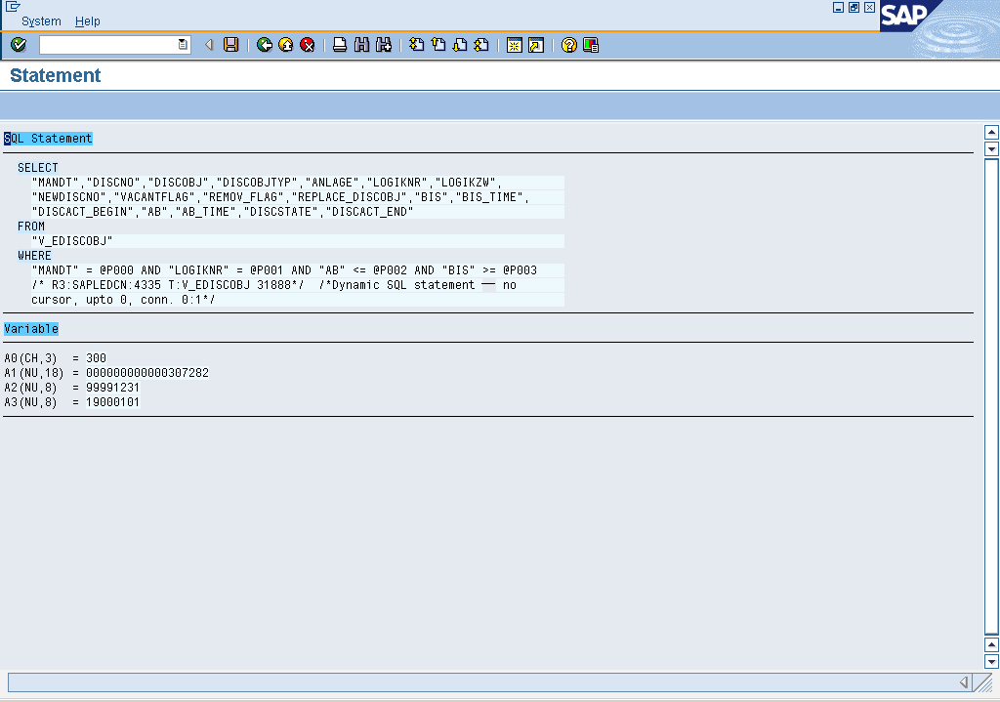 System Help
SAP
Statement
SQL Statement
SELECT
"MANDT","DISCNO","DISCOBJ","DISCOBJTYP","ANLAGE","LOGIKNR","LOGIKZW",
"NEWDISCNO","VACANTFLAG","REMOV_FLAG","REPLACE_DISCOBJ","BIS","BIS_TIME",
"DISCACT_BEGIN","AB","AB_TIME","DISCSTATE","DISCACT_END"
FROM
"V_EDISCOBJ"
WHERE
"MANDT" = @P000 AND "LOGIKNR" = @P001 AND "AB" <= @P002 AND "BIS" >= @P003
/* R3:SAPLEDCN:4335 T:V_EDISCOBJ 31888*/ /*Dynamic SQL statement -- no
cursor, upto 0, conn. 0:1*/
Variable
A0(CH,3) = 300
A1(NU,18) = 000000000000307282
A2(NU,8) = 99991231
A3(NU,8) = 19000101